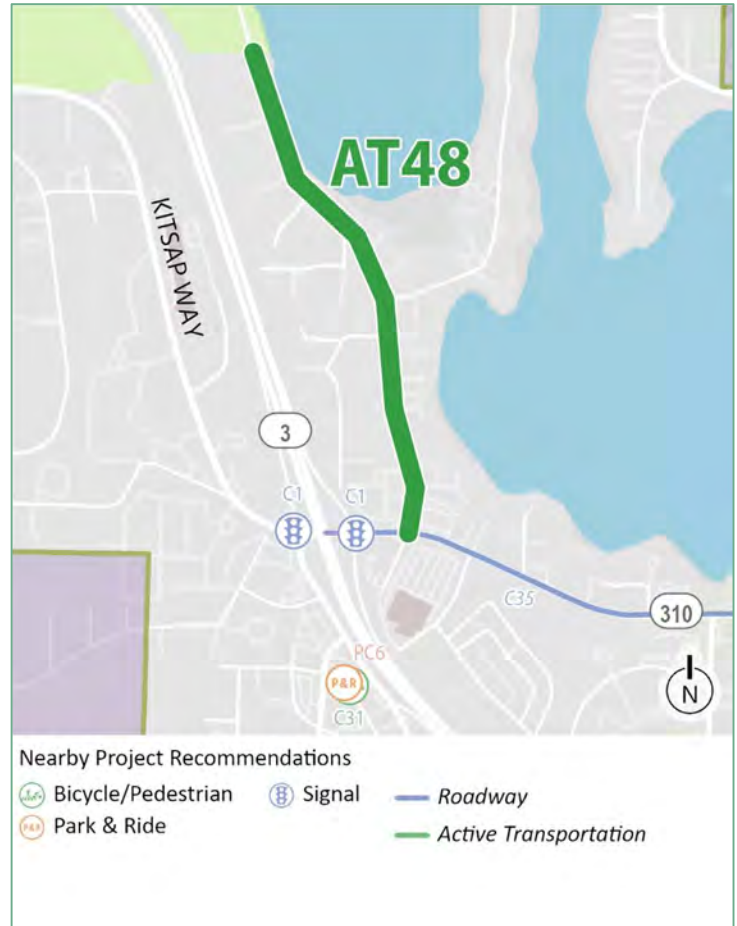 AT48
KITSAP WAY
3
C1
C1
C35
310
PC6
P&R
C31
N
Nearby Project Recommendations
Bicycle/Pedestrian
Signal
Roadway
P&R
Park & Ride
Active Transportation